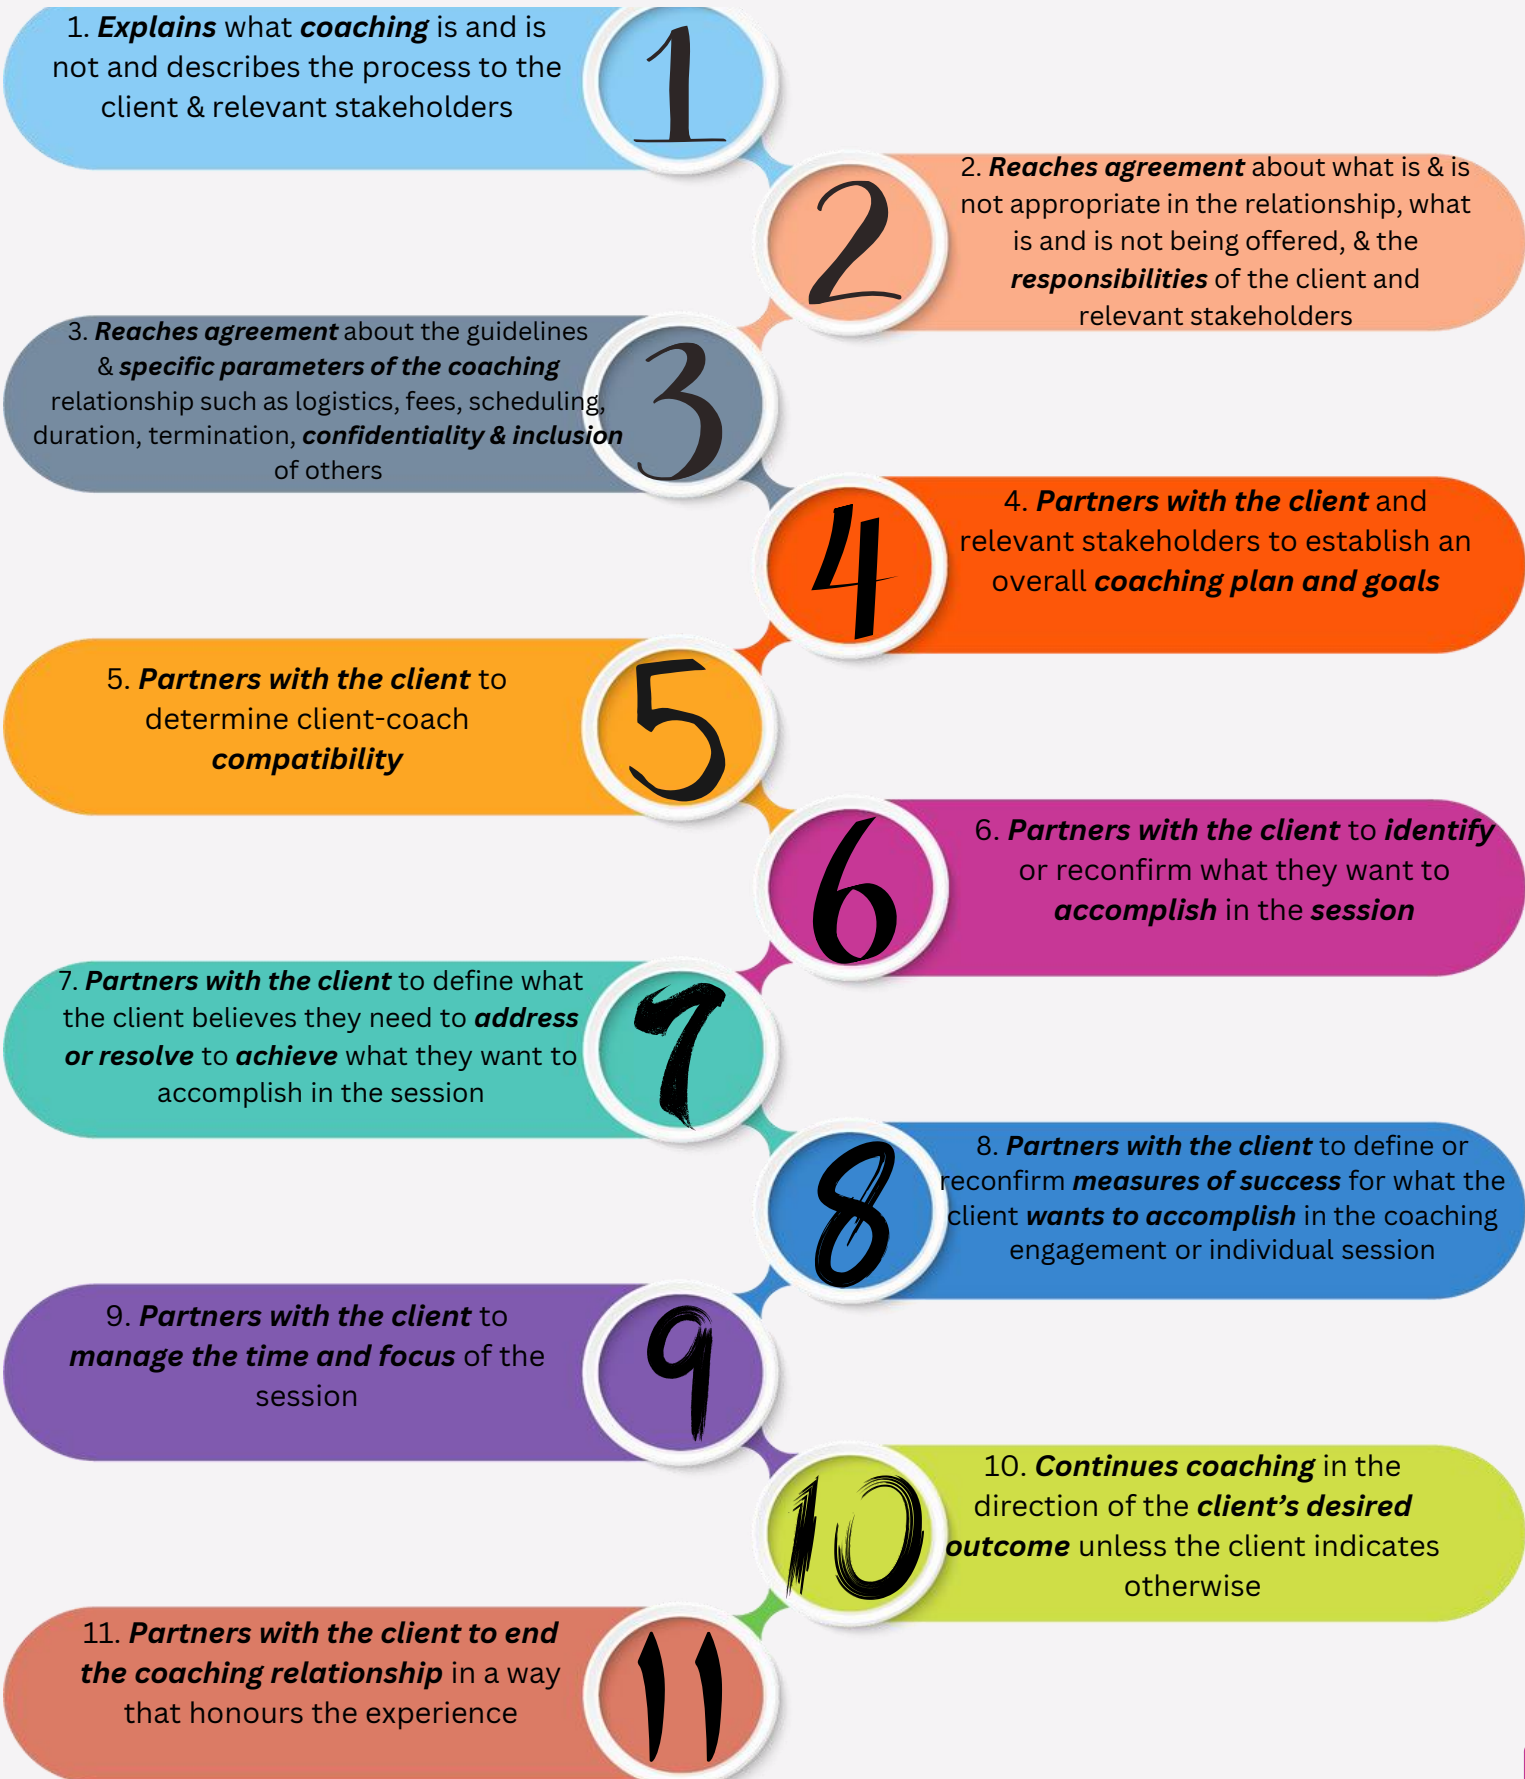 1. Explains what coaching is and is
not and describes the process to the
client & relevant stakeholders
1
2. Reaches agreement about what is & is
not appropriate in the relationship, what
is and is not being offered, & the
responsibilities of the client and
relevant stakeholders
2
3. Reaches agreement about the guidelines
& specific parameters of the coaching
relationship such as logistics, fees, scheduling,
duration, termination, confidentiality & inclusion
of others
3
4. Partners with the client and
relevant stakeholders to establish an
overall coaching plan and goals
4
5. Partners with the client to
determine client-coach
compatibility
5
6. Partners with the client to identify
or reconfirm what they want to
accomplish in the session
6
7. Partners with the client to define what
the client believes they need to address
or resolve to achieve what they want to
accomplish in the session
7
8. Partners with the client to define or
reconfirm measures of success for what the
client wants to accomplish in the coaching
engagement or individual session
8
9. Partners with the client to
manage the time and focus of the
session
9
10. Continues coaching in the
direction of the client’s desired
outcome unless the client indicates
otherwise
10
11. Partners with the client to end
the coaching relationship in a way
that honours the experience
11